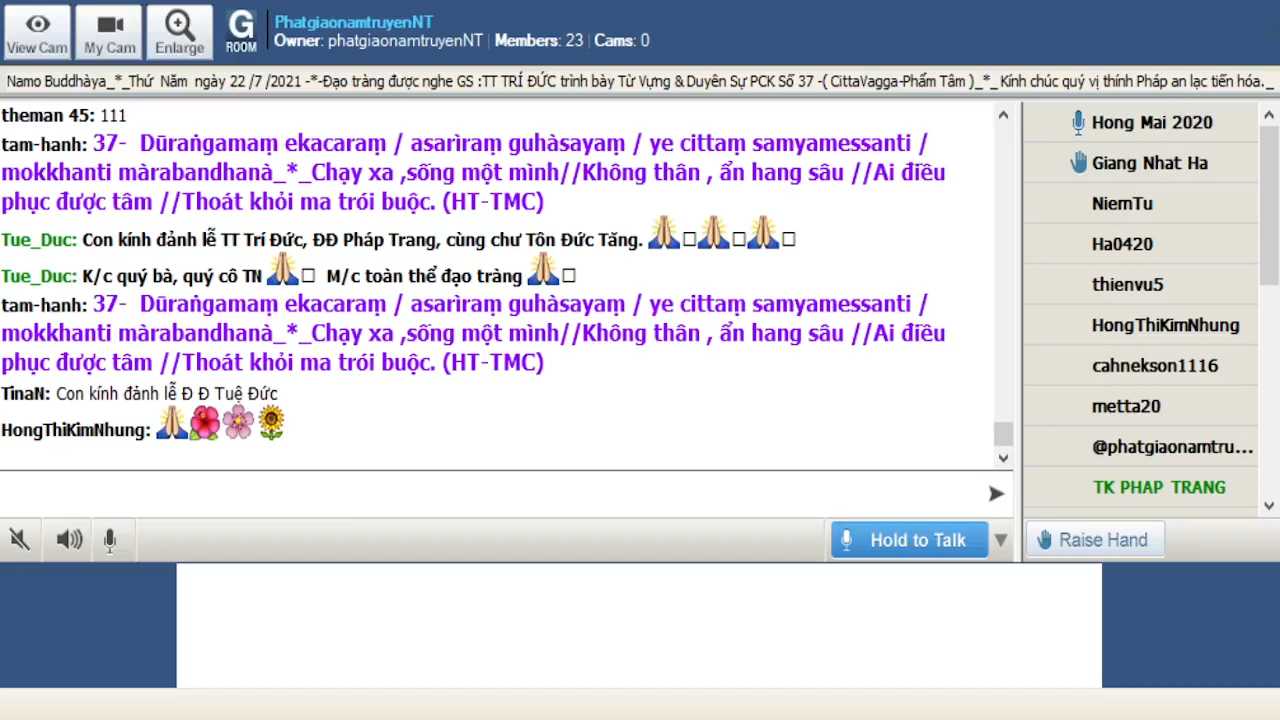 PhatgiaonamtruyenNT
Owner: phatgiaonamtruyenNT | Members: 23 | Cams: 0
View Cam
My Cam
Enlarge
G
ROOM
Namo Buddhàya_*_Thứ Năm ngày 22 /7 /2021 -*-Đạo tràng được nghe GS :TT TRÍ ĐỨC trình bày Từ Vựng & Duyên Sự PCK Số 37 -( CittaVagga-Phẩm Tâm )_*_ Kính chúc quý vị thính Pháp an lạc tiến hóa._
theman 45: 111
tam-hanh: 37- Dūraṅgamaṃ ekacaraṃ / asarìraṃ guhàsayaṃ / ye cittaṃ samyamessanti /
mokkhanti màrabandhanà_*_Chạy xa ,sống một mình//Không thân , ẩn hang sâu //Ai điều
phục được tâm //Thoát khỏi ma trói buộc. (HT-TMC)
Tue_Duc: Con kính đảnh lễ TT Trí Đức, ĐĐ Pháp Trang, cùng chư Tôn Đức Tăng. 🙏□🙏□🙏□
Tue_Duc: K/c quý bà, quý cô TN 🙏□ M/c toàn thể đạo tràng 🙏□
tam-hanh: 37- Dūraṅgamaṃ ekacaraṃ / asarìraṃ guhàsayaṃ / ye cittaṃ samyamessanti /
mokkhanti màrabandhanà_*_Chạy xa ,sống một mình//Không thân , ẩn hang sâu //Ai điều
phục được tâm //Thoát khỏi ma trói buộc. (HT-TMC)
TinaN: Con kính đảnh lễ Đ Đ Tuệ Đức
HongThiKimNhung: 🙏🌺🌸🌻
Hong Mai 2020
Giang Nhat Ha
NiemTu
Ha0420
thienvu5
HongThiKimNhung
cahnekson1116
metta20
@phatgiaonamtru...
TK PHAP TRANG
Hold to Talk
Raise Hand